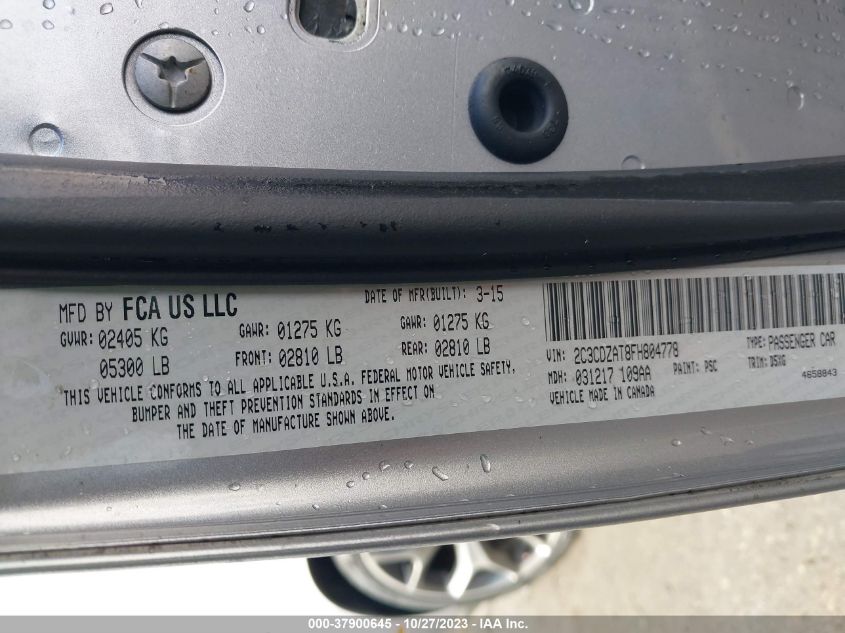 MFD BY FCA US LLC
DATE OF MFR(BUILT): 3-15
GVWR: 02405 KG
GAWR: 01275 KG
GAWR: 01275 KG
05300 LB
FRONT: 02810 LB
REAR: 02810 LB
THIS VEHICLE CONFORMS TO ALL APPLICABLE U.S.A. FEDERAL MOTOR VEHICLE SAFETY,
BUMPER AND THEFT PREVENTION STANDARDS IN EFFECT ON
THE DATE OF MANUFACTURE SHOWN ABOVE.
VIN: 2C3CDZAT8FH804778
TYPE: PASSENGER CAR
MDH: 031217 109AA
PAINT: PSC
TRIM: DSXG
VEHICLE MADE IN CANADA
4658843
000-37900645 - 10/27/2023 - IAA Inc.